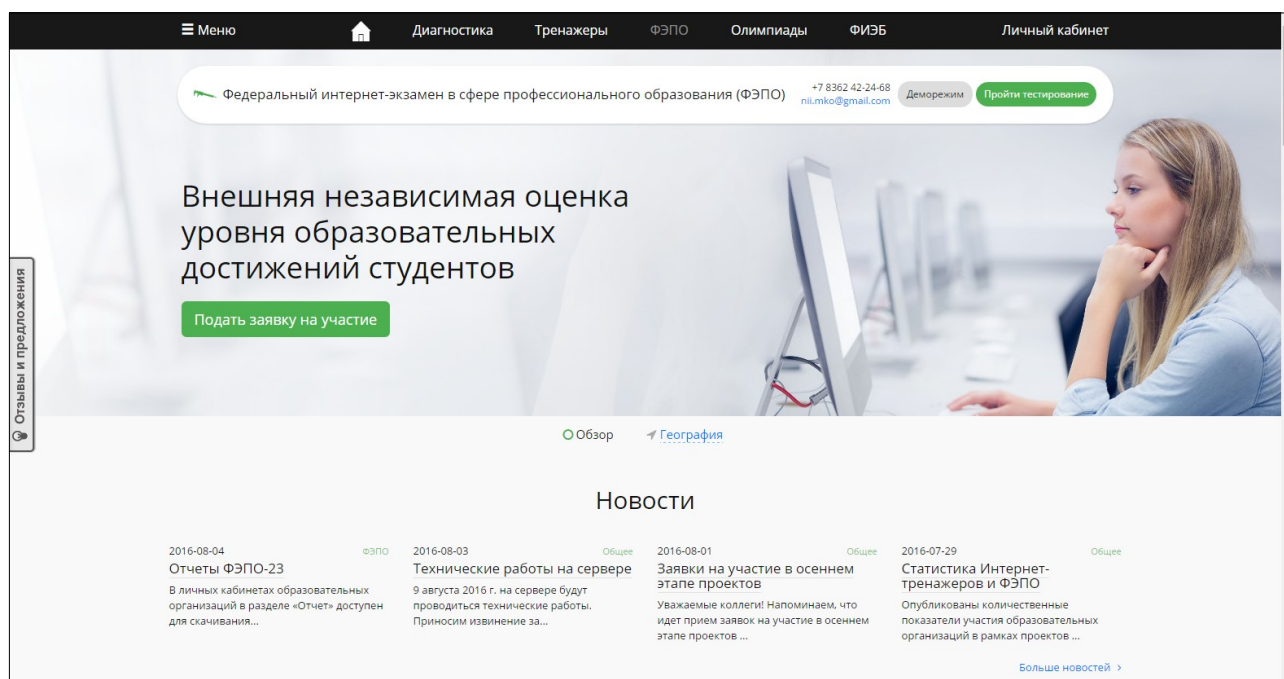 Меню
Диагностика
Тренажеры
ФЭПО
Олимпиады
ФИЭБ
Личный кабинет
Федеральный интернет-экзамен в сфере профессионального образования (ФЭПО)
+7 8362 42-24-68
nii.mko@gmail.com
Деморежим
Пройти тестирование
Внешняя независимая оценка
уровня образовательных
достижений студентов
Подать заявку на участие
Отзывы и предложения
Обзор
География
Новости
2016-08-04
ФЭПО
Отчеты ФЭПО-23
В личных кабинетах образовательных
организаций в разделе «Отчет» доступен
для скачивания...
2016-08-03
Общее
Технические работы на сервере
9 августа 2016 г. на сервере будут
проводиться технические работы.
Приносим извинение за...
2016-08-01
Общее
Заявки на участие в осеннем
этапе проектов
Уважаемые коллеги! Напоминаем, что
идет прием заявок на участие в осеннем
этапе проектов ...
2016-07-29
Общее
Статистика Интернет-
тренажеров и ФЭПО
Опубликованы количественные
показатели участия образовательных
организаций в рамках проектов ...
Больше новостей